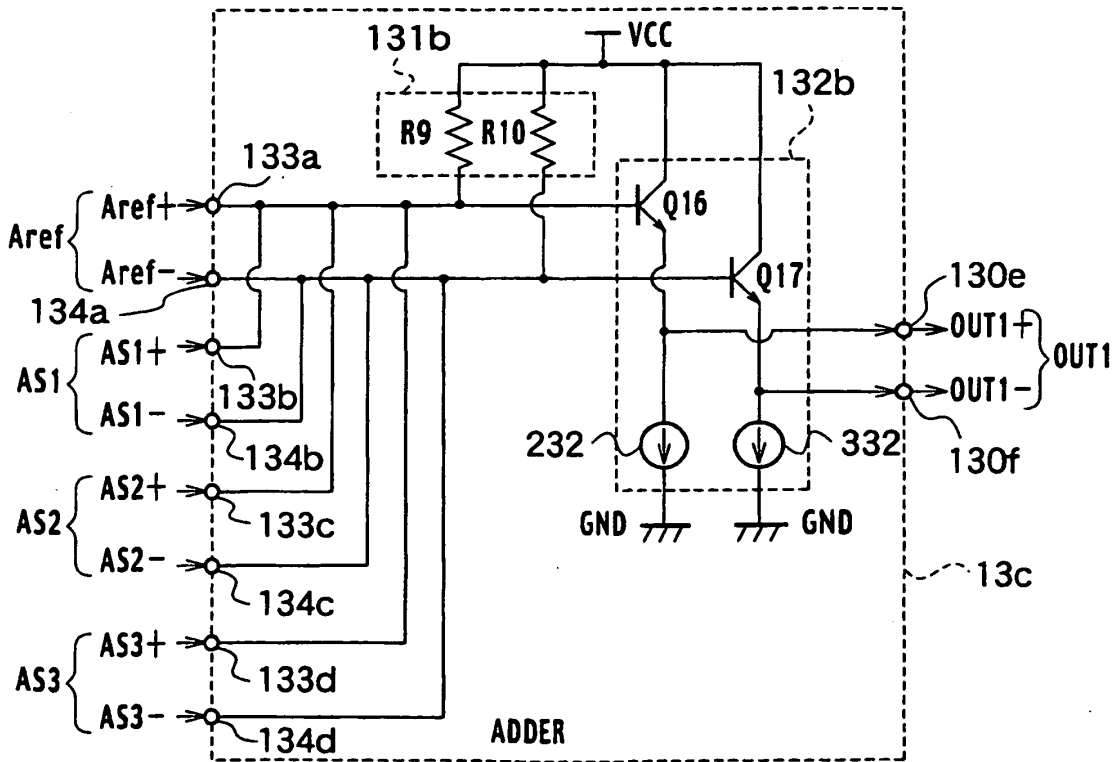 131b
VCC
132b
R9
R10
133a
Aref+
Q16
Aref
Aref-
Q17
130e
134a
OUT1+
AS1+
OUT1
AS1
133b
OUT1-
AS1-
232
332
134b
130f
AS2+
GND
GND
AS2
133c
AS2-
13c
134c
AS3+
133d
AS3
AS3-
ADDER
134d